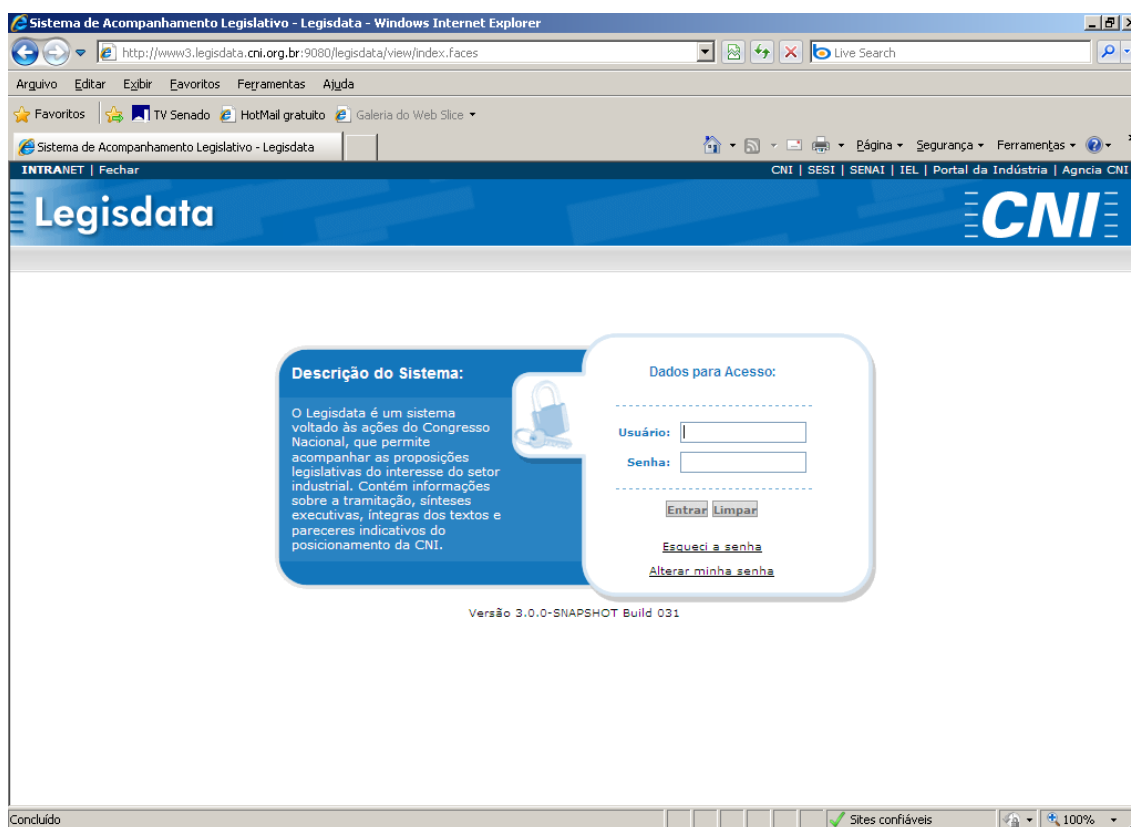 Sistema de Acompanhamento Legislativo - Legisdata - Windows Internet Explorer
http://www3.legisdata.cni.org.br:9080/legisdata/view/index.faces
Live Search
Arquivo Editar Exibir Favoritos Ferramentas Ajuda
Favoritos TV Senado HotMail gratuito Galeria do Web Slice
Sistema de Acompanhamento Legislativo - Legisdata
Página Segurança Ferramentas
INTRANET | Fechar
CNI | SESI | SENAI | IEL | Portal da Indústria | Agncia CNI
Legisdata
CNI
Descrição do Sistema:
O Legisdata é um sistema
voltado às ações do Congresso
Nacional, que permite
acompanhar as proposições
legislativas do interesse do setor
industrial. Contém informações
sobre a tramitação, sínteses
executivas, íntegras dos textos e
pareceres indicativos do
posicionamento da CNI.
Dados para Acesso:
Usuário:
Senha:
Entrar Limpar
Esqueci a senha
Alterar minha senha
Versão 3.0.0-SNAPSHOT Build 031
Concluído
Sites confiáveis
100%